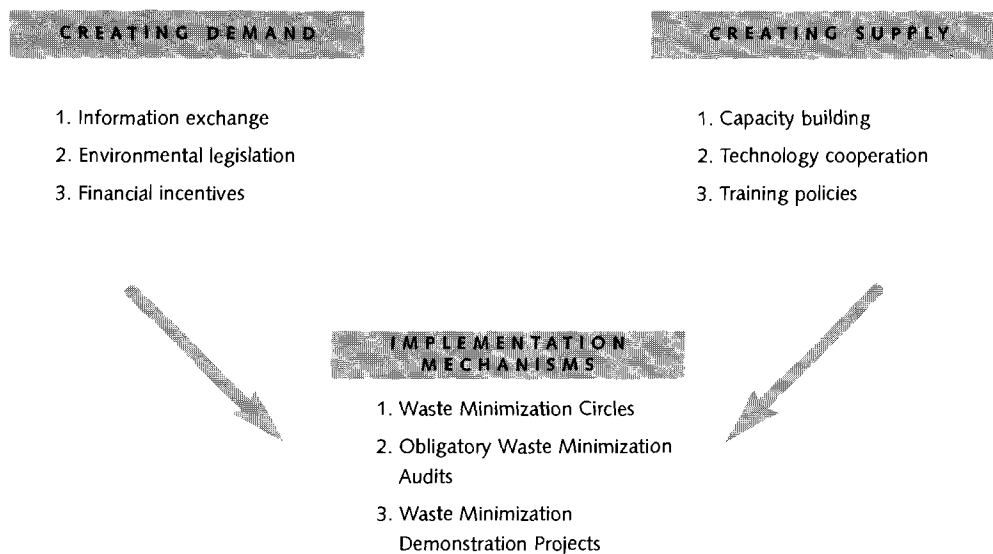 CREATING DEMAND
1. Information exchange
2. Environmental legislation
3. Financial incentives
CREATING SUPPLY
1. Capacity building
2. Technology cooperation
3. Training policies
IMPLEMENTATION
MECHANISMS
1. Waste Minimization Circles
2. Obligatory Waste Minimization
Audits
3. Waste Minimization
Demonstration Projects